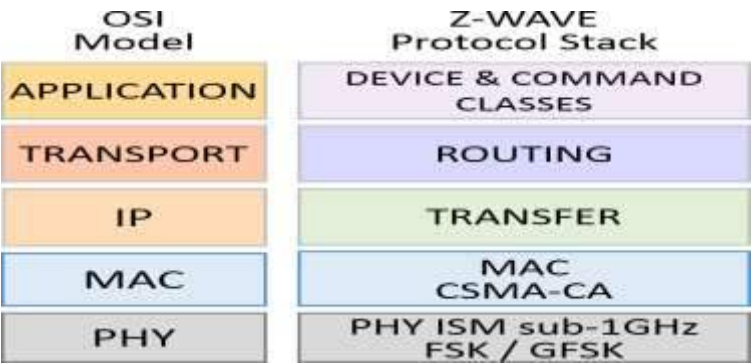 OSI
Model
Z-WAVE
Protocol Stack
APPLICATION
DEVICE & COMMAND
CLASSES
TRANSPORT
ROUTING
IP
TRANSFER
MAC
MAC
CSMA-CA
PHY
PHY ISM sub-1GHz
FSK / GFSK